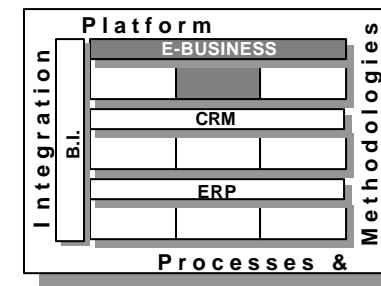 Platform
E-BUSINESS
Integration
B.I.
CRM
ERP
Methodologies
Processes &